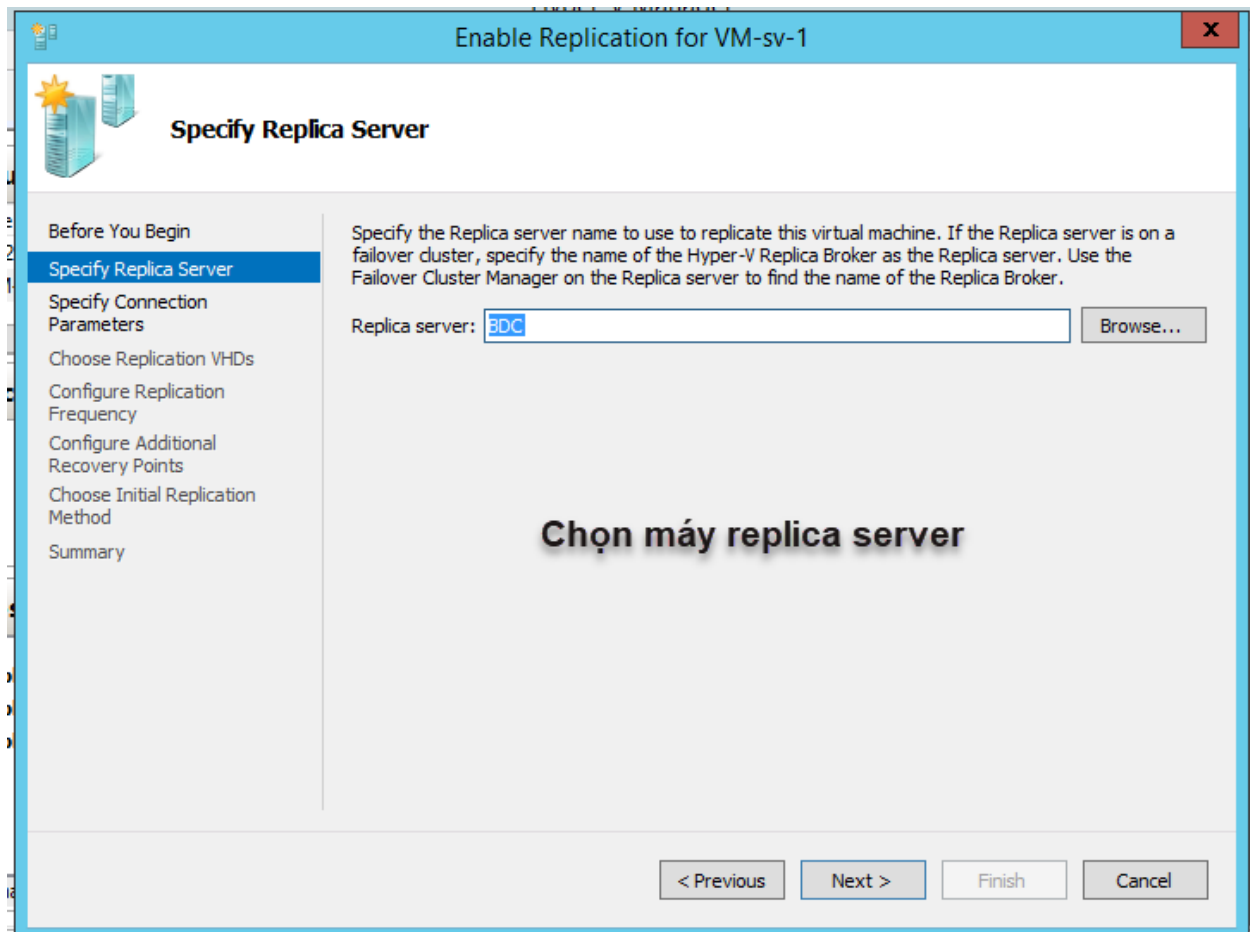 Enable Replication for VM-sv-1
x
Specify Replica Server
Before You Begin
Specify Replica Server
Specify Connection
Parameters
Choose Replication VHDs
Configure Replication
Frequency
Configure Additional
Recovery Points
Choose Initial Replication
Method
Summary
Specify the Replica server name to use to replicate this virtual machine. If the Replica server is on a
failover cluster, specify the name of the Hyper-V Replica Broker as the Replica server. Use the
Failover Cluster Manager on the Replica server to find the name of the Replica Broker.
Replica server: BDC Browse...
Chọn máy replica server
< Previous Next > Finish Cancel